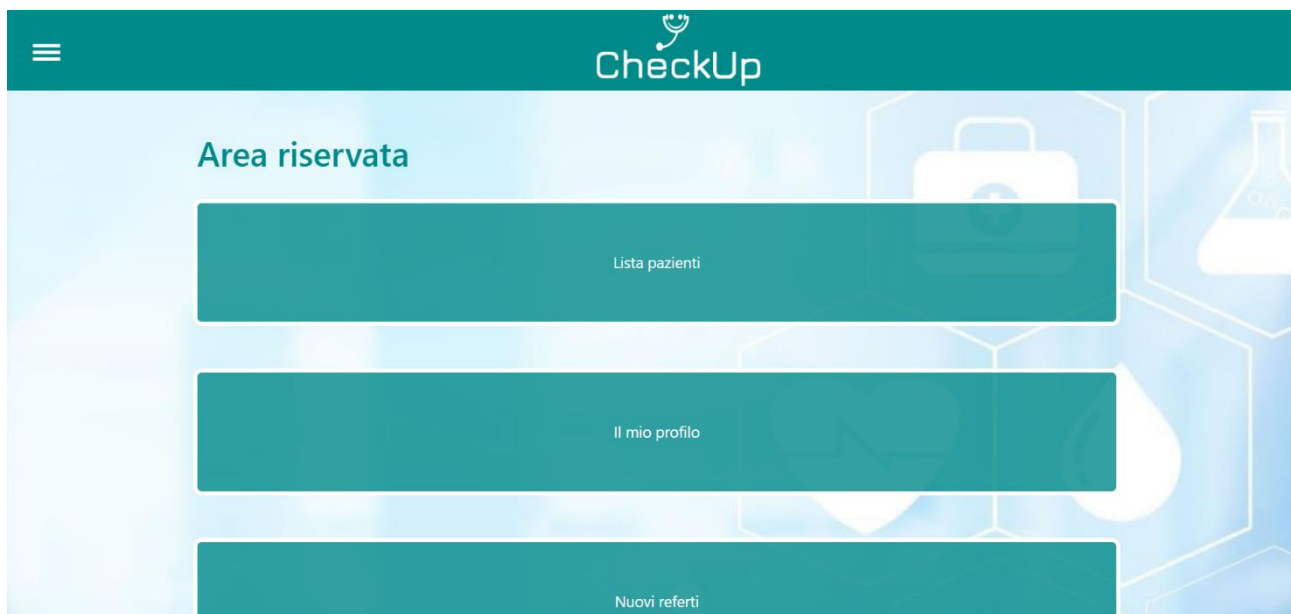 CheckUp
Area riservata
Lista pazienti
Il mio profilo
Nuovi referti